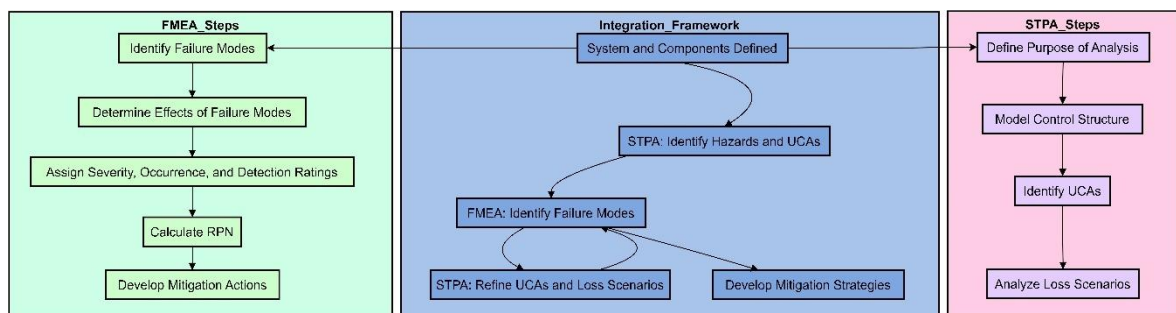 FMEA_Steps
Identify Failure Modes
Determine Effects of Failure Modes
Assign Severity, Occurrence, and Detection Ratings
Calculate RPN
Develop Mitigation Actions
Integration_Framework
System and Components Defined
STPA: Identify Hazards and UCAs
FMEA: Identify Failure Modes
STPA: Refine UCAs and Loss Scenarios
Develop Mitigation Strategies
STPA_Steps
Define Purpose of Analysis
Model Control Structure
Identify UCAs
Analyze Loss Scenarios